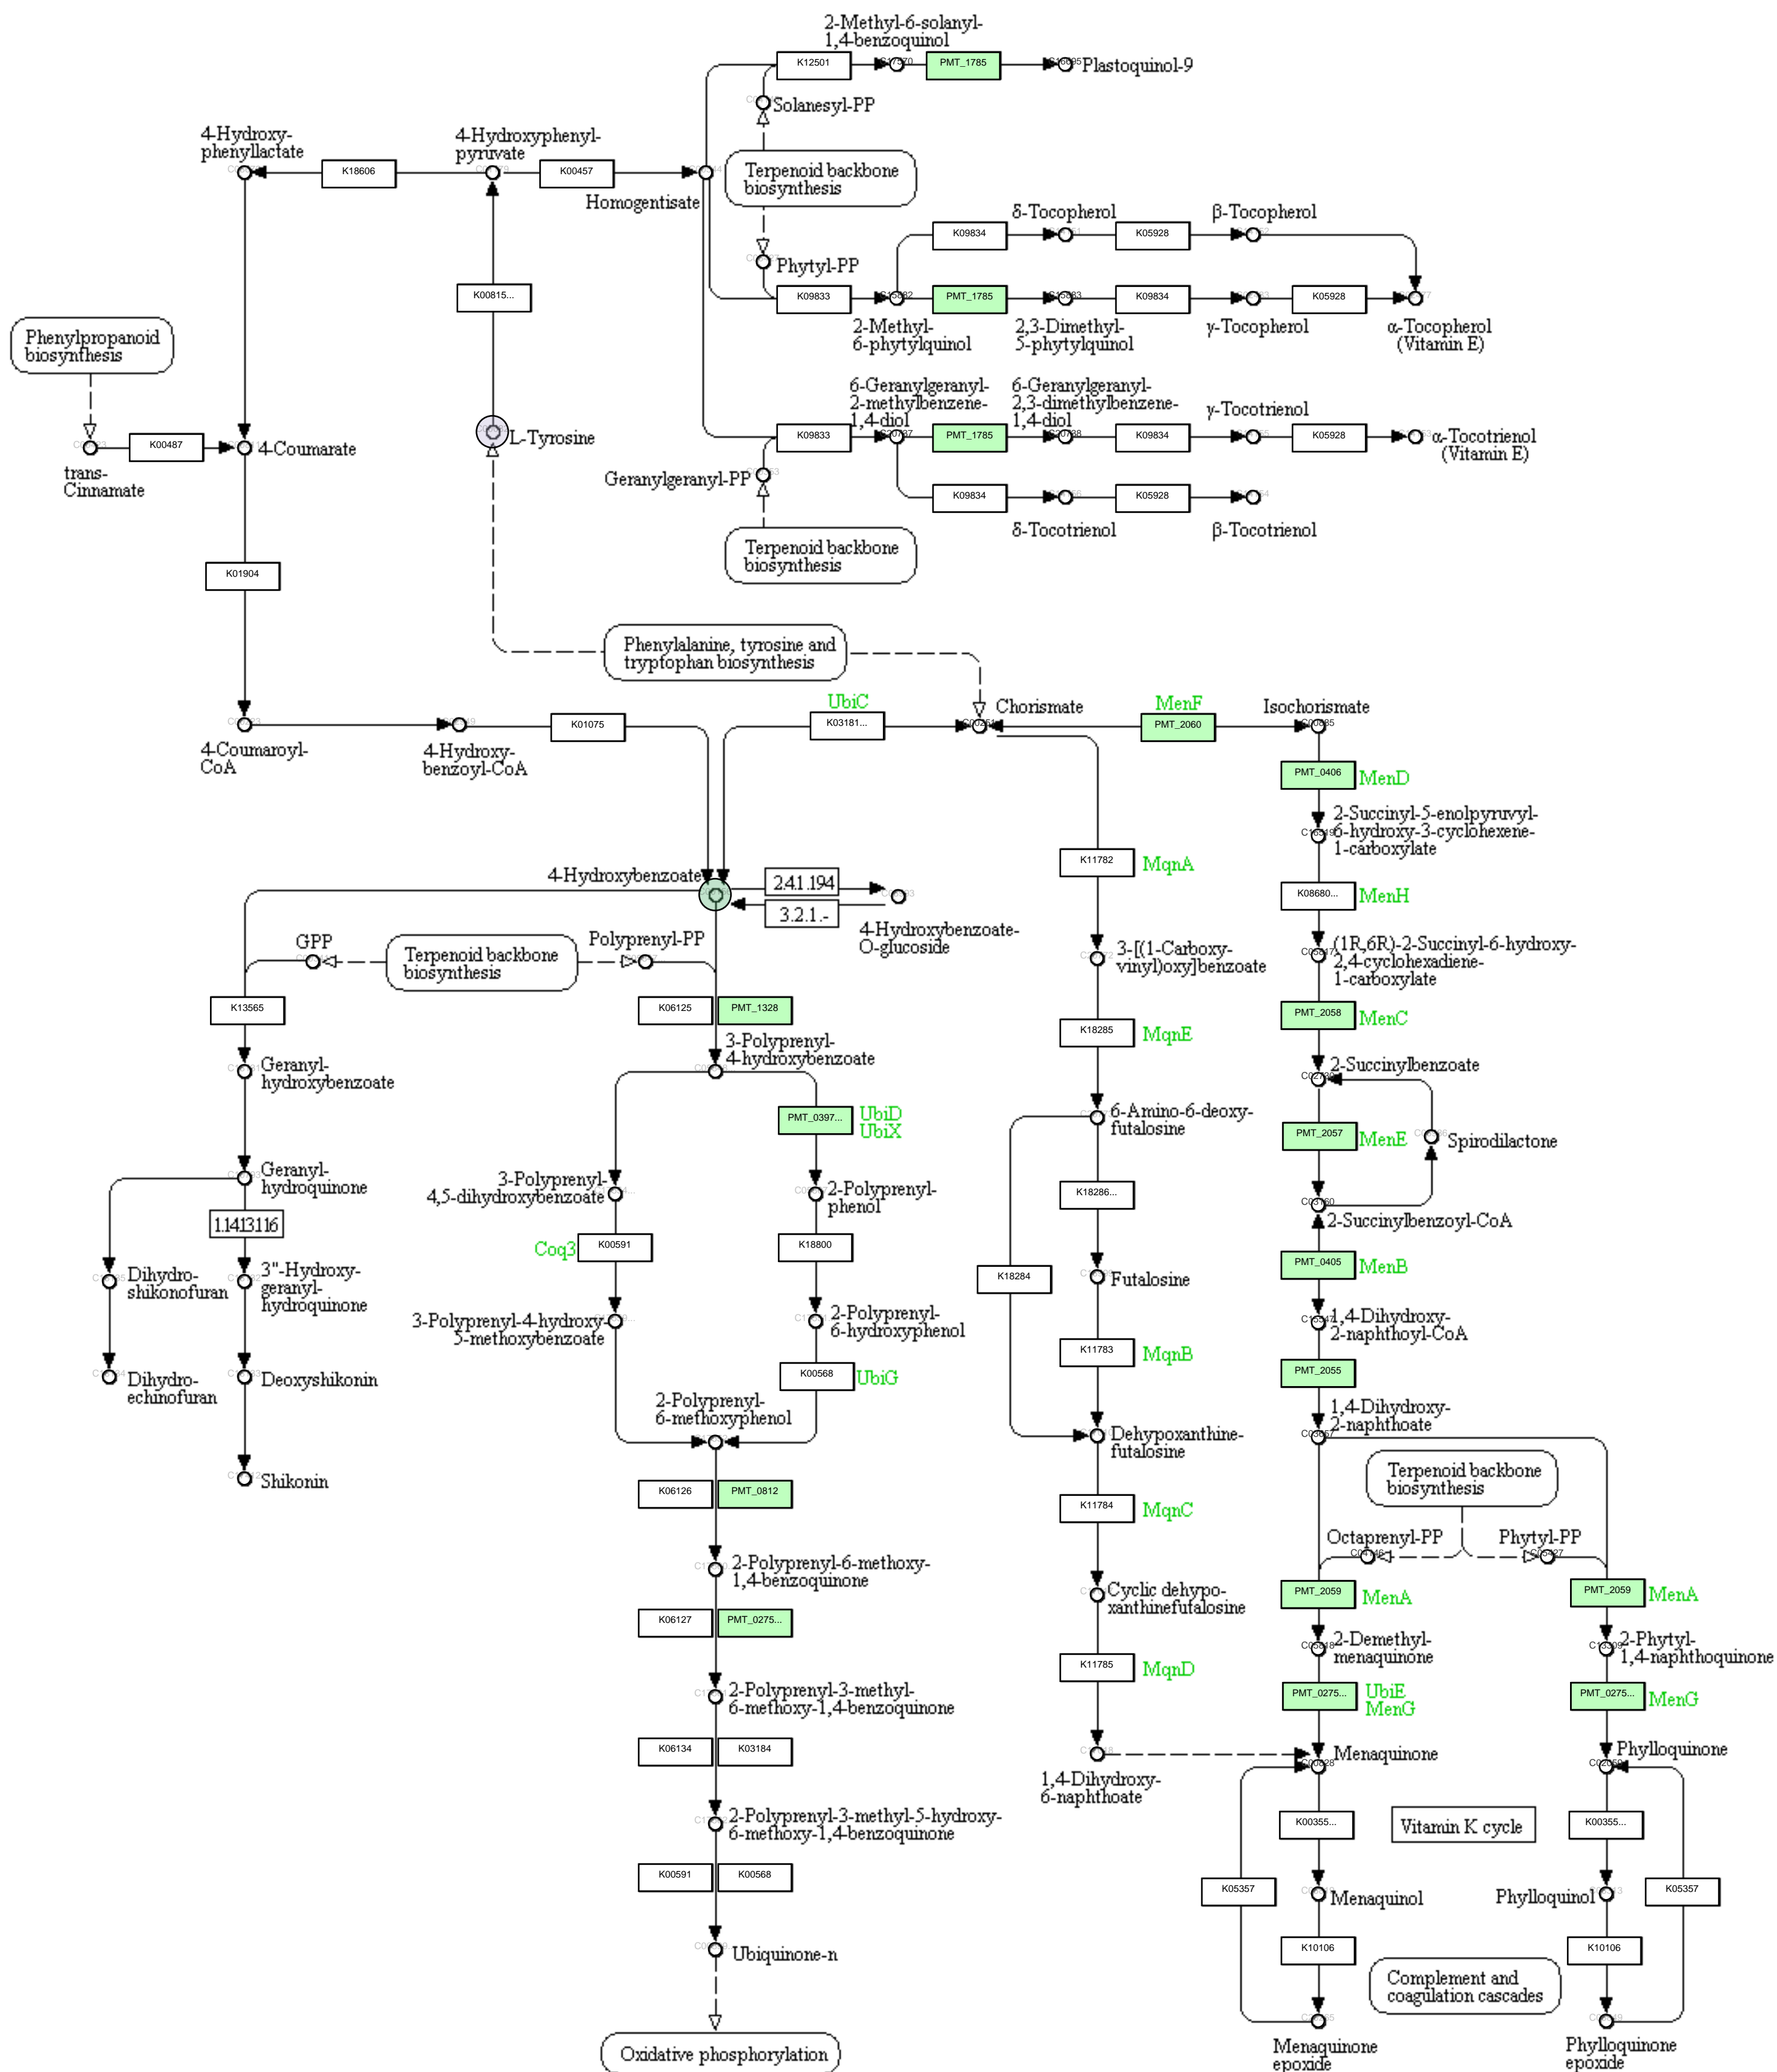 2-Methyl-6-solanyl-
1,4-benzoquinol
K12501
PMT_1785
Plastoquinol-9
Solanesyl-PP
4-Hydroxy-
phenyllactate
K18606
4-Hydroxyphenyl-
pyruvate
K00457
Homogentisate
Terpenoid backbone
biosynthesis
δ-Tocopherol
β-Tocopherol
K09834
K05928
Phytyl-PP
K00815...
K09833
PMT_1785
K09834
K05928
2-Methyl-
6-phytylquinol
2,3-Dimethyl-
5-phytylquinol
γ-Tocopherol
α-Tocopherol
(Vitamin E)
Phenylpropanoid
biosynthesis
6-Geranylgeranyl-
2-methylbenzene-
1,4-diol
6-Geranylgeranyl-
2,3-dimethylbenzene-
1,4-diol
γ-Tocotrienol
L-Tyrosine
K09833
PMT_1785
K09834
K05928
α-Tocotrienol
(Vitamin E)
K00487
4-Coumarate
trans-
Cinnamate
Geranylgeranyl-PP
K09834
K05928
δ-Tocotrienol
β-Tocotrienol
Terpenoid backbone
biosynthesis
K01904
Phenylalanine, tyrosine and
tryptophan biosynthesis
UbiC
Chorismate
MenF
Isochorismate
K01075
K03181...
PMT_2060
C00885
4-Coumaroyl-
CoA
4-Hydroxy-
benzoyl-CoA
PMT_0406
MenD
2-Succinyl-5-enolpyruvyl-
6-hydroxy-3-cyclohexene-
1-carboxylate
K11782
MqnA
4-Hydroxybenzoate
2.4.1.194
3.2.1.-
4-Hydroxybenzoate-
O-glucoside
K08680...
MenH
GPP
Terpenoid backbone
biosynthesis
Polyprenyl-PP
3-[(1-Carboxy-
vinyl)oxy]benzoate
(1R,6R)-2-Succinyl-6-hydroxy-
2,4-cyclohexadiene-
1-carboxylate
K13565
K06125
PMT_1328
K18285
MqnE
PMT_2058
MenC
3-Polyprenyl-
4-hydroxybenzoate
Geranyl-
hydroxybenzoate
2-Succinylbenzoate
PMT_0397...
UbiD
UbiX
6-Amino-6-deoxy-
futalosine
PMT_2057
MenE
Spirodilactone
Geranyl-
hydroquinone
3-Polyprenyl-
4,5-dihydroxybenzoate
2-Polyprenyl-
phenol
K18286...
C03160
2-Succinylbenzoyl-CoA
1.14.13.116
Coq3
K00591
K18800
PMT_0405
MenB
Dihydro-
shikonofuran
3"-Hydroxy-
geranyl-
hydroquinone
K18284
Futalosine
3-Polyprenyl-4-hydroxy-
5-methoxybenzoate
2-Polyprenyl-
6-hydroxyphenol
1,4-Dihydroxy-
2-naphthoyl-CoA
K11783
MqnB
Dihydro-
echinofuran
Deoxyshikonin
K00568
UbiG
PMT_2055
2-Polyprenyl-
6-methoxyphenol
1,4-Dihydroxy-
2-naphthoate
C03657
Dehypoxanthine-
futalosine
Shikonin
Terpenoid backbone
biosynthesis
K06126
PMT_0812
K11784
MqnC
Octaprenyl-PP
Phytyl-PP
2-Polyprenyl-6-methoxy-
1,4-benzoquinone
Cyclic dehypo-
xanthinefutalosine
PMT_2059
MenA
PMT_2059
MenA
K06127
PMT_0275...
2-Demethyl-
menaquinone
2-Phytyl-
1,4-naphthoquinone
K11785
MqnD
2-Polyprenyl-3-methyl-
6-methoxy-1,4-benzoquinone
PMT_0275...
UbiE
MenG
PMT_0275...
MenG
K06134
K03184
Menaquinone
Phylloquinone
1,4-Dihydroxy-
6-naphthoate
2-Polyprenyl-3-methyl-5-hydroxy-
6-methoxy-1,4-benzoquinone
K00355...
Vitamin K cycle
K00355...
K00591
K00568
K05357
Menaquinol
Phylloquinol
K05357
Ubiquinone-n
K10106
K10106
Complement and
coagulation cascades
Oxidative phosphorylation
Menaquinone
epoxide
Phylloquinone
epoxide